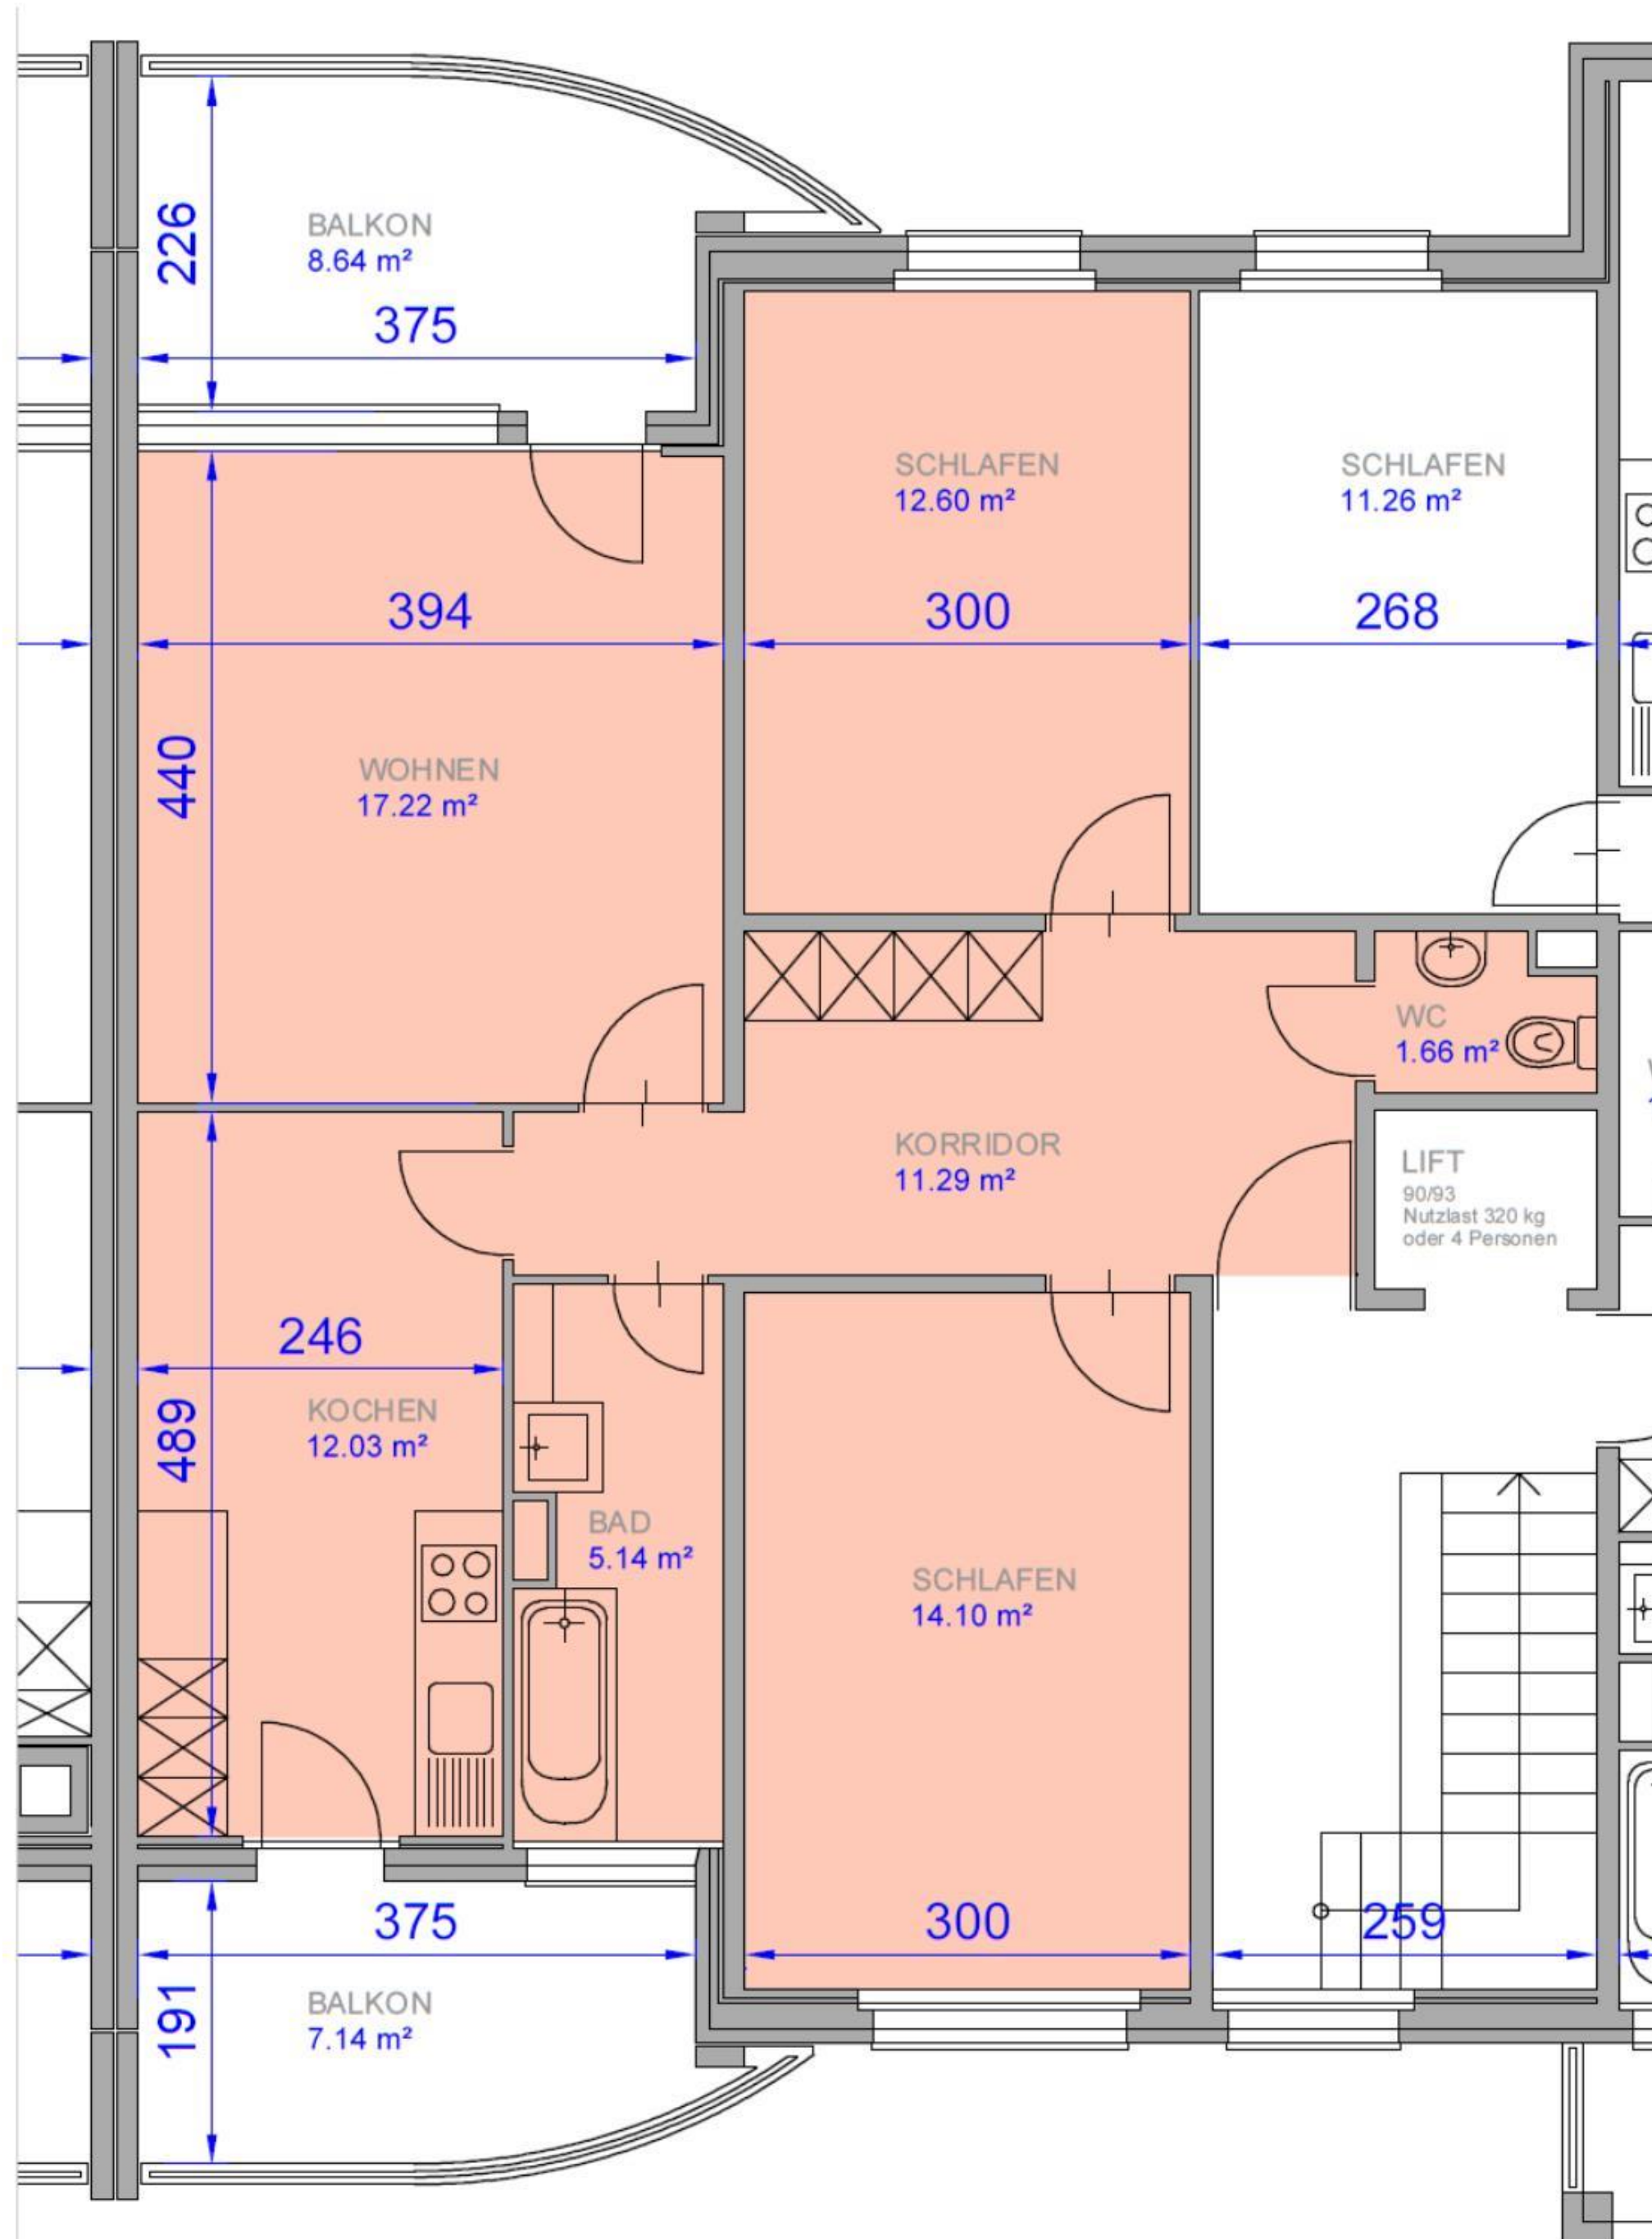 BALKON
8.64 m²
226
375
SCHLAFEN
12.60 m²
300
SCHLAFEN
11.26 m²
268
394
440
WOHNEN
17.22 m²
WC
1.66 m²
KORRIDOR
11.29 m²
LIFT
90/93
Nutzlast 320 kg
oder 4 Personen
246
489
KOCHEN
12.03 m²
BAD
5.14 m²
SCHLAFEN
14.10 m²
375
300
259
191
BALKON
7.14 m²